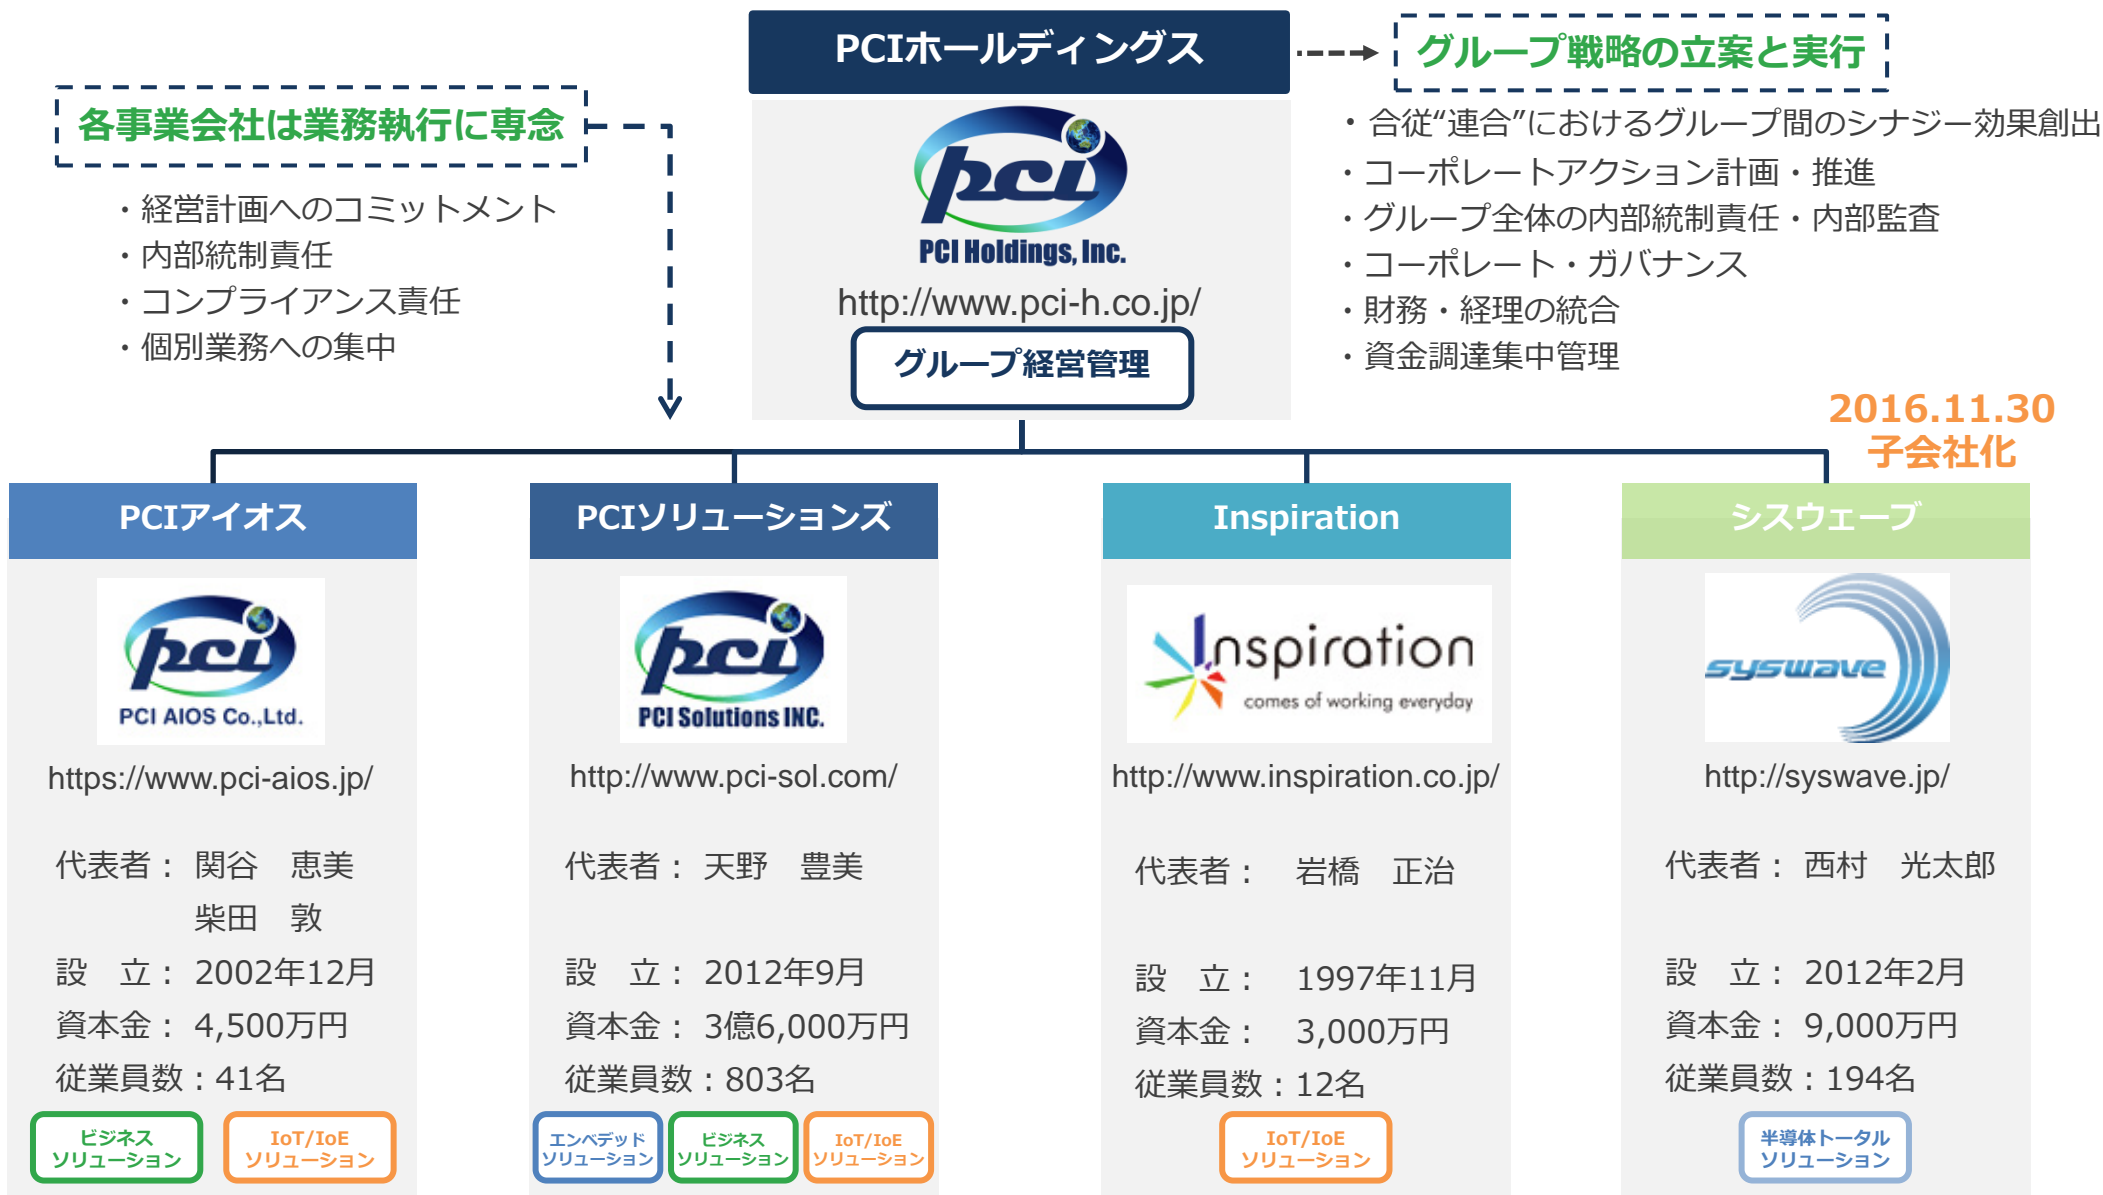 PCIホールディングス
グループ戦略の立案と実行
・合従“連合”におけるグループ間のシナジー効果創出
・コーポレートアクション計画・推進
・グループ全体の内部統制責任・内部監査
・コーポレート・ガバナンス
・財務・経理の統合
・資金調達集中管理
各事業会社は業務執行に専念
・経営計画へのコミットメント
・内部統制責任
・コンプライアンス責任
・個別業務への集中
pci
PCI Holdings, Inc.
http://www.pci-h.co.jp/
グループ経営管理
2016.11.30
子会社化
PCIアイオス
pci
PCI AIOS Co.,Ltd.
https://www.pci-aios.jp/
代表者： 関谷　恵美
柴田　敦
設　立： 2002年12月
資本金： 4,500万円
従業員数：41名
ビジネス
ソリューション
IoT/IoE
ソリューション
PCIソリューションズ
pci
PCI Solutions INC.
http://www.pci-sol.com/
代表者： 天野　豊美
設　立： 2012年9月
資本金： 3億6,000万円
従業員数：803名
エンベデッド
ソリューション
ビジネス
ソリューション
IoT/IoE
ソリューション
Inspiration
Inspiration
comes of working everyday
http://www.inspiration.co.jp/
代表者：　岩橋　正治
設　立：　1997年11月
資本金：　3,000万円
従業員数：12名
IoT/IoE
ソリューション
シスウェーブ
syswave
http://syswave.jp/
代表者： 西村　光太郎
設　立： 2012年2月
資本金： 9,000万円
従業員数：194名
半導体トータル
ソリューション